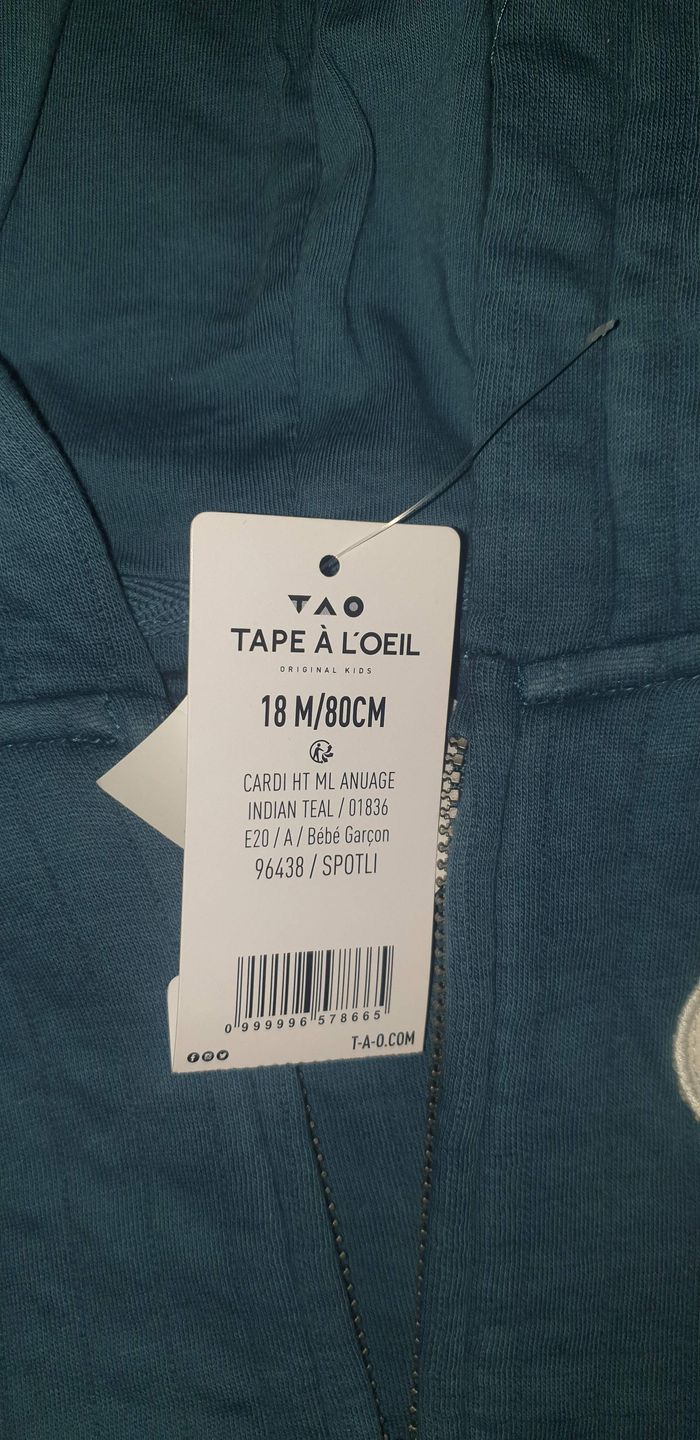 TAO
TAPE À L'OEIL
ORIGINAL KIDS
18 M/80CM
CARDI HT ML ANUAGE
INDIAN TEAL / 01836
E20 / A / Bébé Garçon
96438 / SPOTLI
0 999996 578665
T-A-O.COM